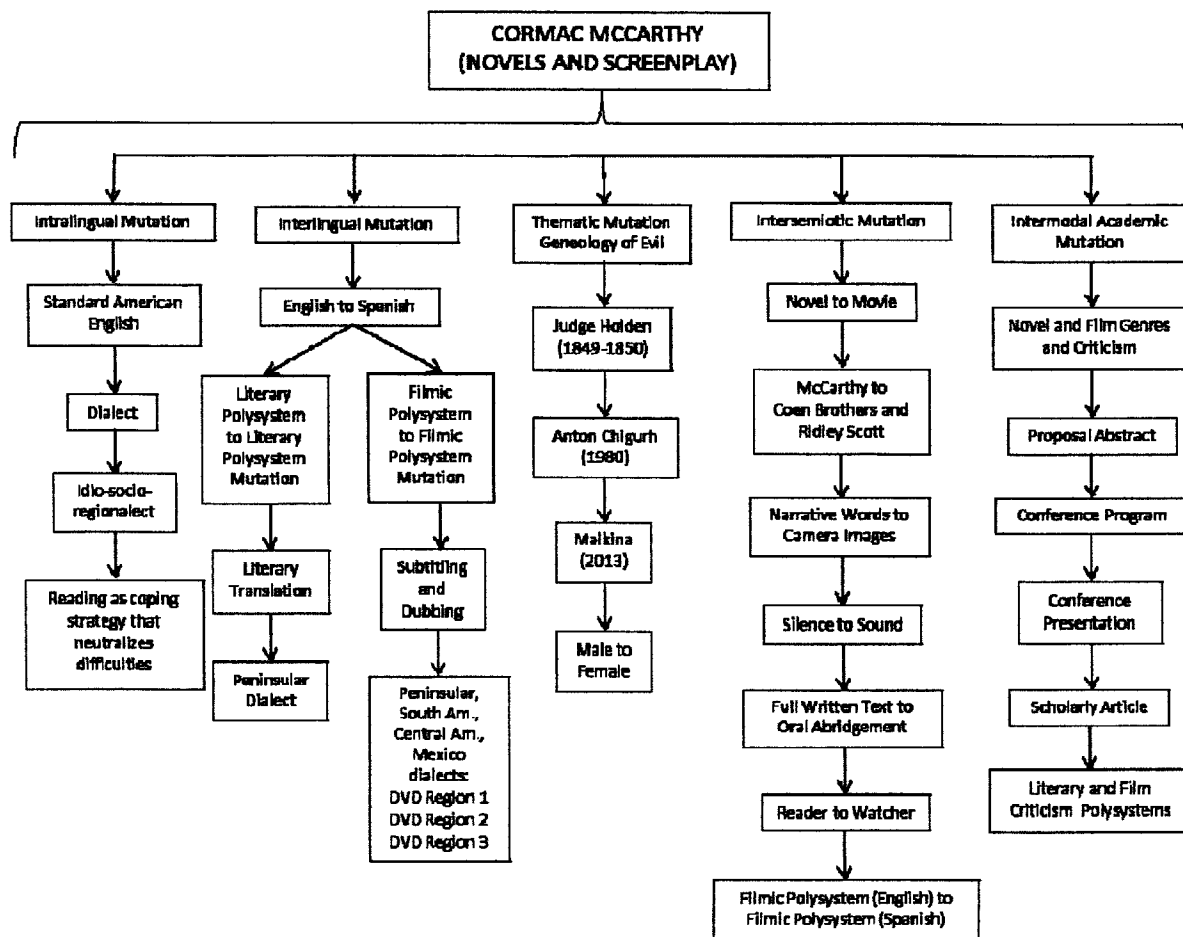 CORMAC MCCARTHY
(NOVELS AND SCREENPLAY)
Intralingual Mutation
Standard American
English
Dialect
Idio-socio-
regionalect
Reading as coping
strategy that
neutralizes
difficulties
Interlingual Mutation
English to Spanish
Literary
Polysystem
to Literary
Polysystem
Mutation
Literary
Translation
Peninsular
Dialect
Filmic
Polysystem
to Filmic
Polysystem
Mutation
Subtitling
and
Dubbing
Peninsular,
South Am.,
Central Am.,
Mexico
dialects:
DVD Region 1
DVD Region 2
DVD Region 3
Thematic Mutation
Geneology of Evil
Judge Holden
(1849-1850)
Anton Chigurh
(1980)
Malkina
(2013)
Male to
Female
Intersemiotic Mutation
Novel to Movie
McCarthy to
Coen Brothers and
Ridley Scott
Narrative Words to
Camera Images
Silence to Sound
Full Written Text to
Oral Abridgement
Reader to Watcher
Filmic Polysystem (English) to
Filmic Polysystem (Spanish)
Intermodal Academic
Mutation
Novel and Film Genres
and Criticism
Proposal Abstract
Conference Program
Conference
Presentation
Scholarly Article
Literary and Film
Criticism Polysystems